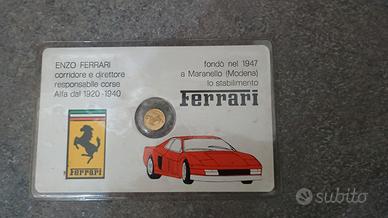 ENZO FERRARI
corridore e direttore
responsabile corse
Alfa dal 1920-1940
fondò nel 1947
a Maranello (Modena)
lo stabilimento
Ferrari
Ferrari
subito